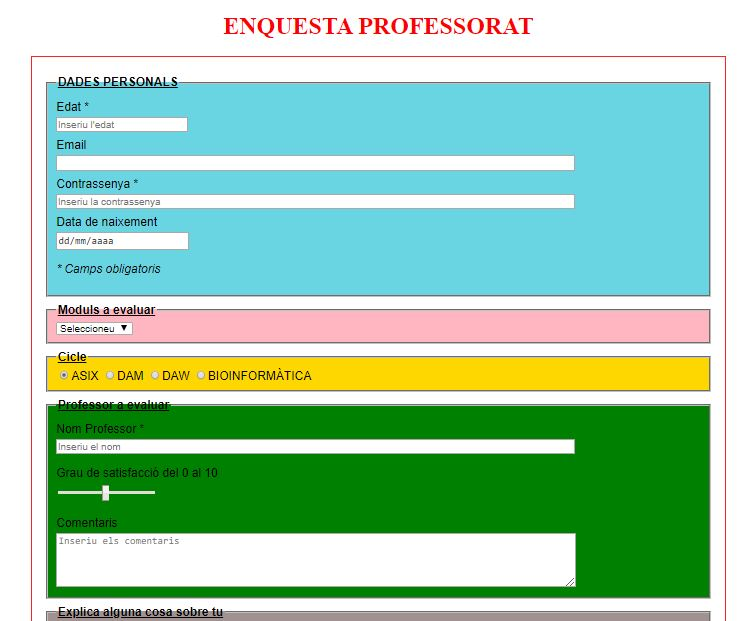 ENQUESTA PROFESSORAT
DADES PERSONALS
Edat *
Inseriu l'edat
Email
Contrassenya *
Inseriu la contrassenya
Data de naixement
dd/mm/aaaa
* Camps obligatoris
Moduls a evaluar
Seleccioneu
Cicle
ASIX DAM DAW BIOINFORMÀTICA
Professor a evaluar
Nom Professor *
Inseriu el nom
Grau de satisfacció del 0 al 10
Comentaris
Inseriu els comentaris
Explica alguna cosa sobre tu